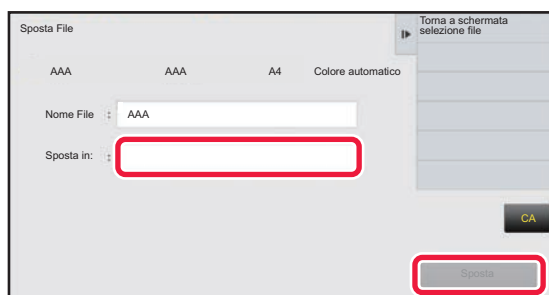 Sposta File
Torna a schermata
selezione file
AAA AAA A4 Colore automatico
Nome File : AAA
Sposta in: :
CA
Sposta